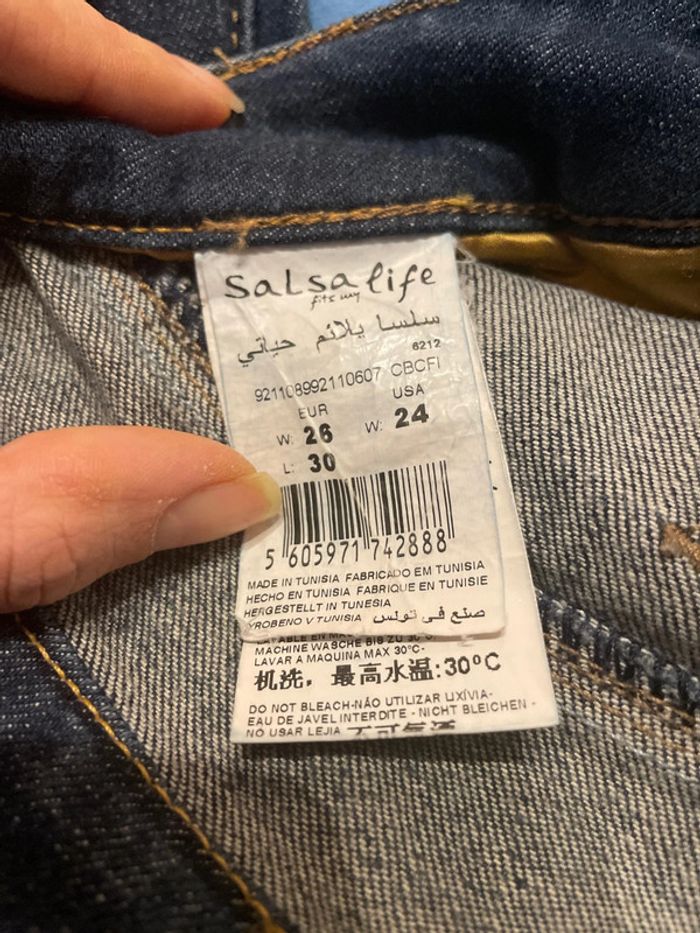 Salsa life
fits my
سلسا يلائم حياتي
6212
921108992110607 CBCFI
EUR USA
W: 26 W: 24
L: 30
5 605971 742888
MADE IN TUNISIA FABRICADO EM TUNISIA
HECHO EN TUNISIA FABRIQUE EN TUNISIE
HERGESTELLT IN TUNESIA
VYROBENO V TUNISIA صنع في تونس
MACHINE WASCHE BIS ZU 30°C
LAVAR A MAQUINA MAX 30°C-
机洗，最高水温:30°C
DO NOT BLEACH-NÃO UTILIZAR LIXÍVIA-
EAU DE JAVEL INTERDITE - NICHT BLEICHEN -
NO USAR LEJIA